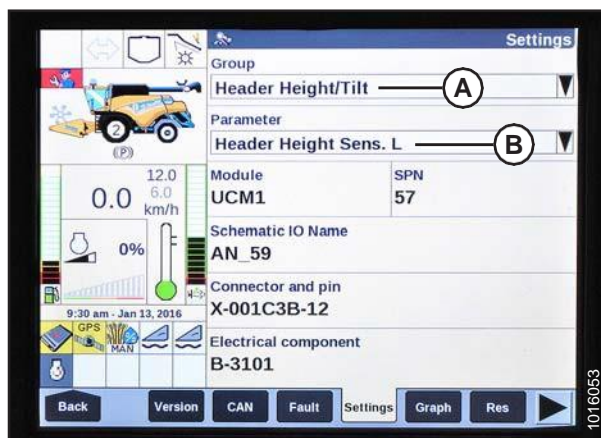 Settings
Group
Header Height/Tilt
A
Parameter
Header Height Sens. L
B
Module
UCM1
SPN
57
Schematic IO Name
AN_59
Connector and pin
X-001C3B-12
Electrical component
B-3101
2
(P)
12.0
6.0
0.0 km/h
0%
9:30 am - Jan 13, 2016
GPS
MAN
Back
Version
CAN
Fault
Settings
Graph
Res
1016053